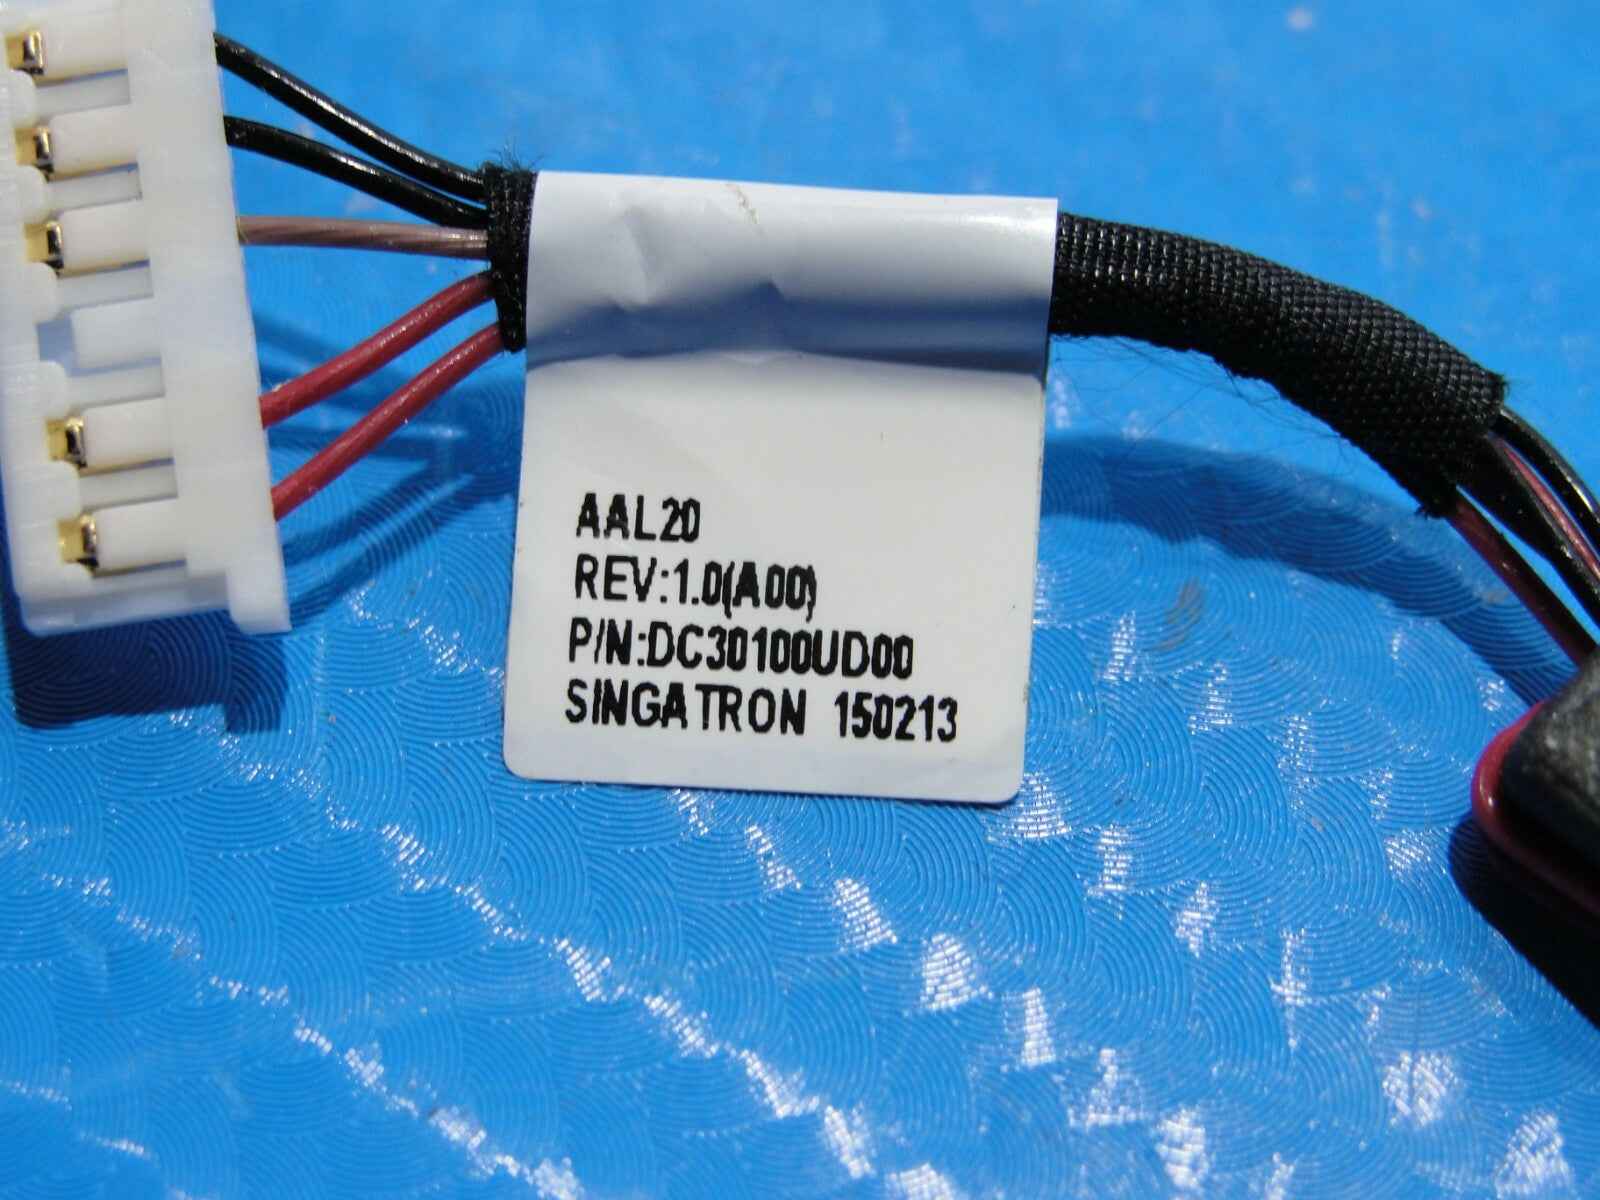 AAL20
REV:1.0(A00)
P/N:DC30100UD00
SINGATRON 150213